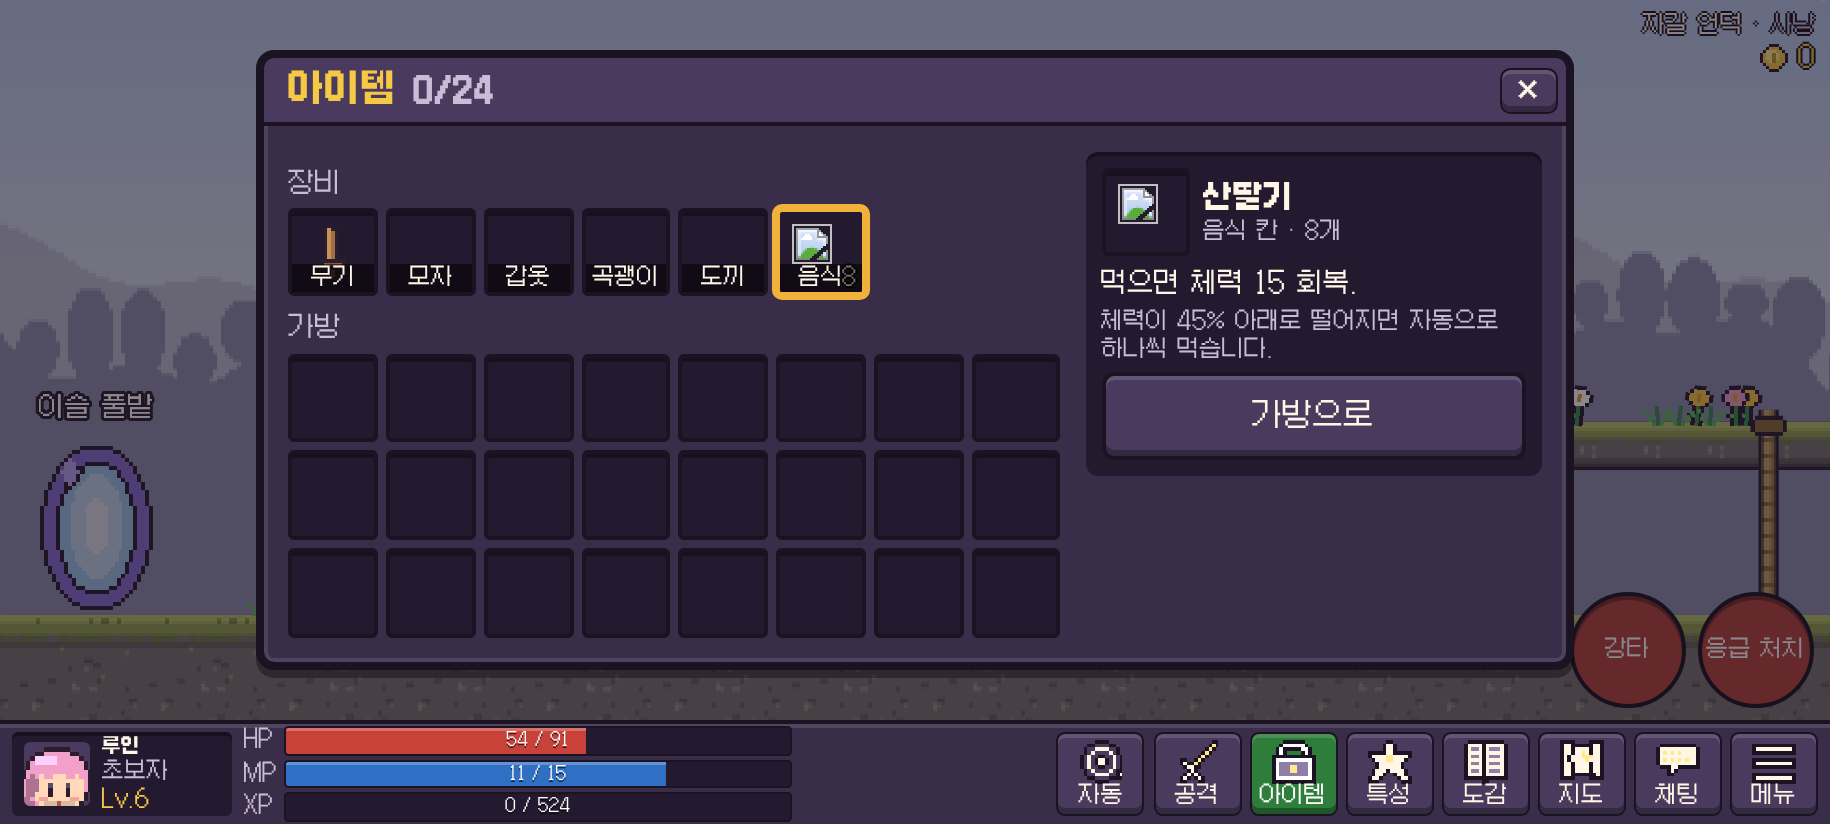 자갈 언덕 · 사냥
0
아이템 0/24
장비
무기
모자
갑옷
곡괭이
도끼
음식8
가방
산딸기
음식 칸 · 8개
먹으면 체력 15 회복.
체력이 45% 아래로 떨어지면 자동으로
하나씩 먹습니다.
가방으로
이슬 풀밭
강타
응급 처치
루인
초보자
Lv.6
HP 54 / 91
MP 11 / 15
XP 0 / 524
자동
공격
아이템
특성
도감
지도
채팅
메뉴